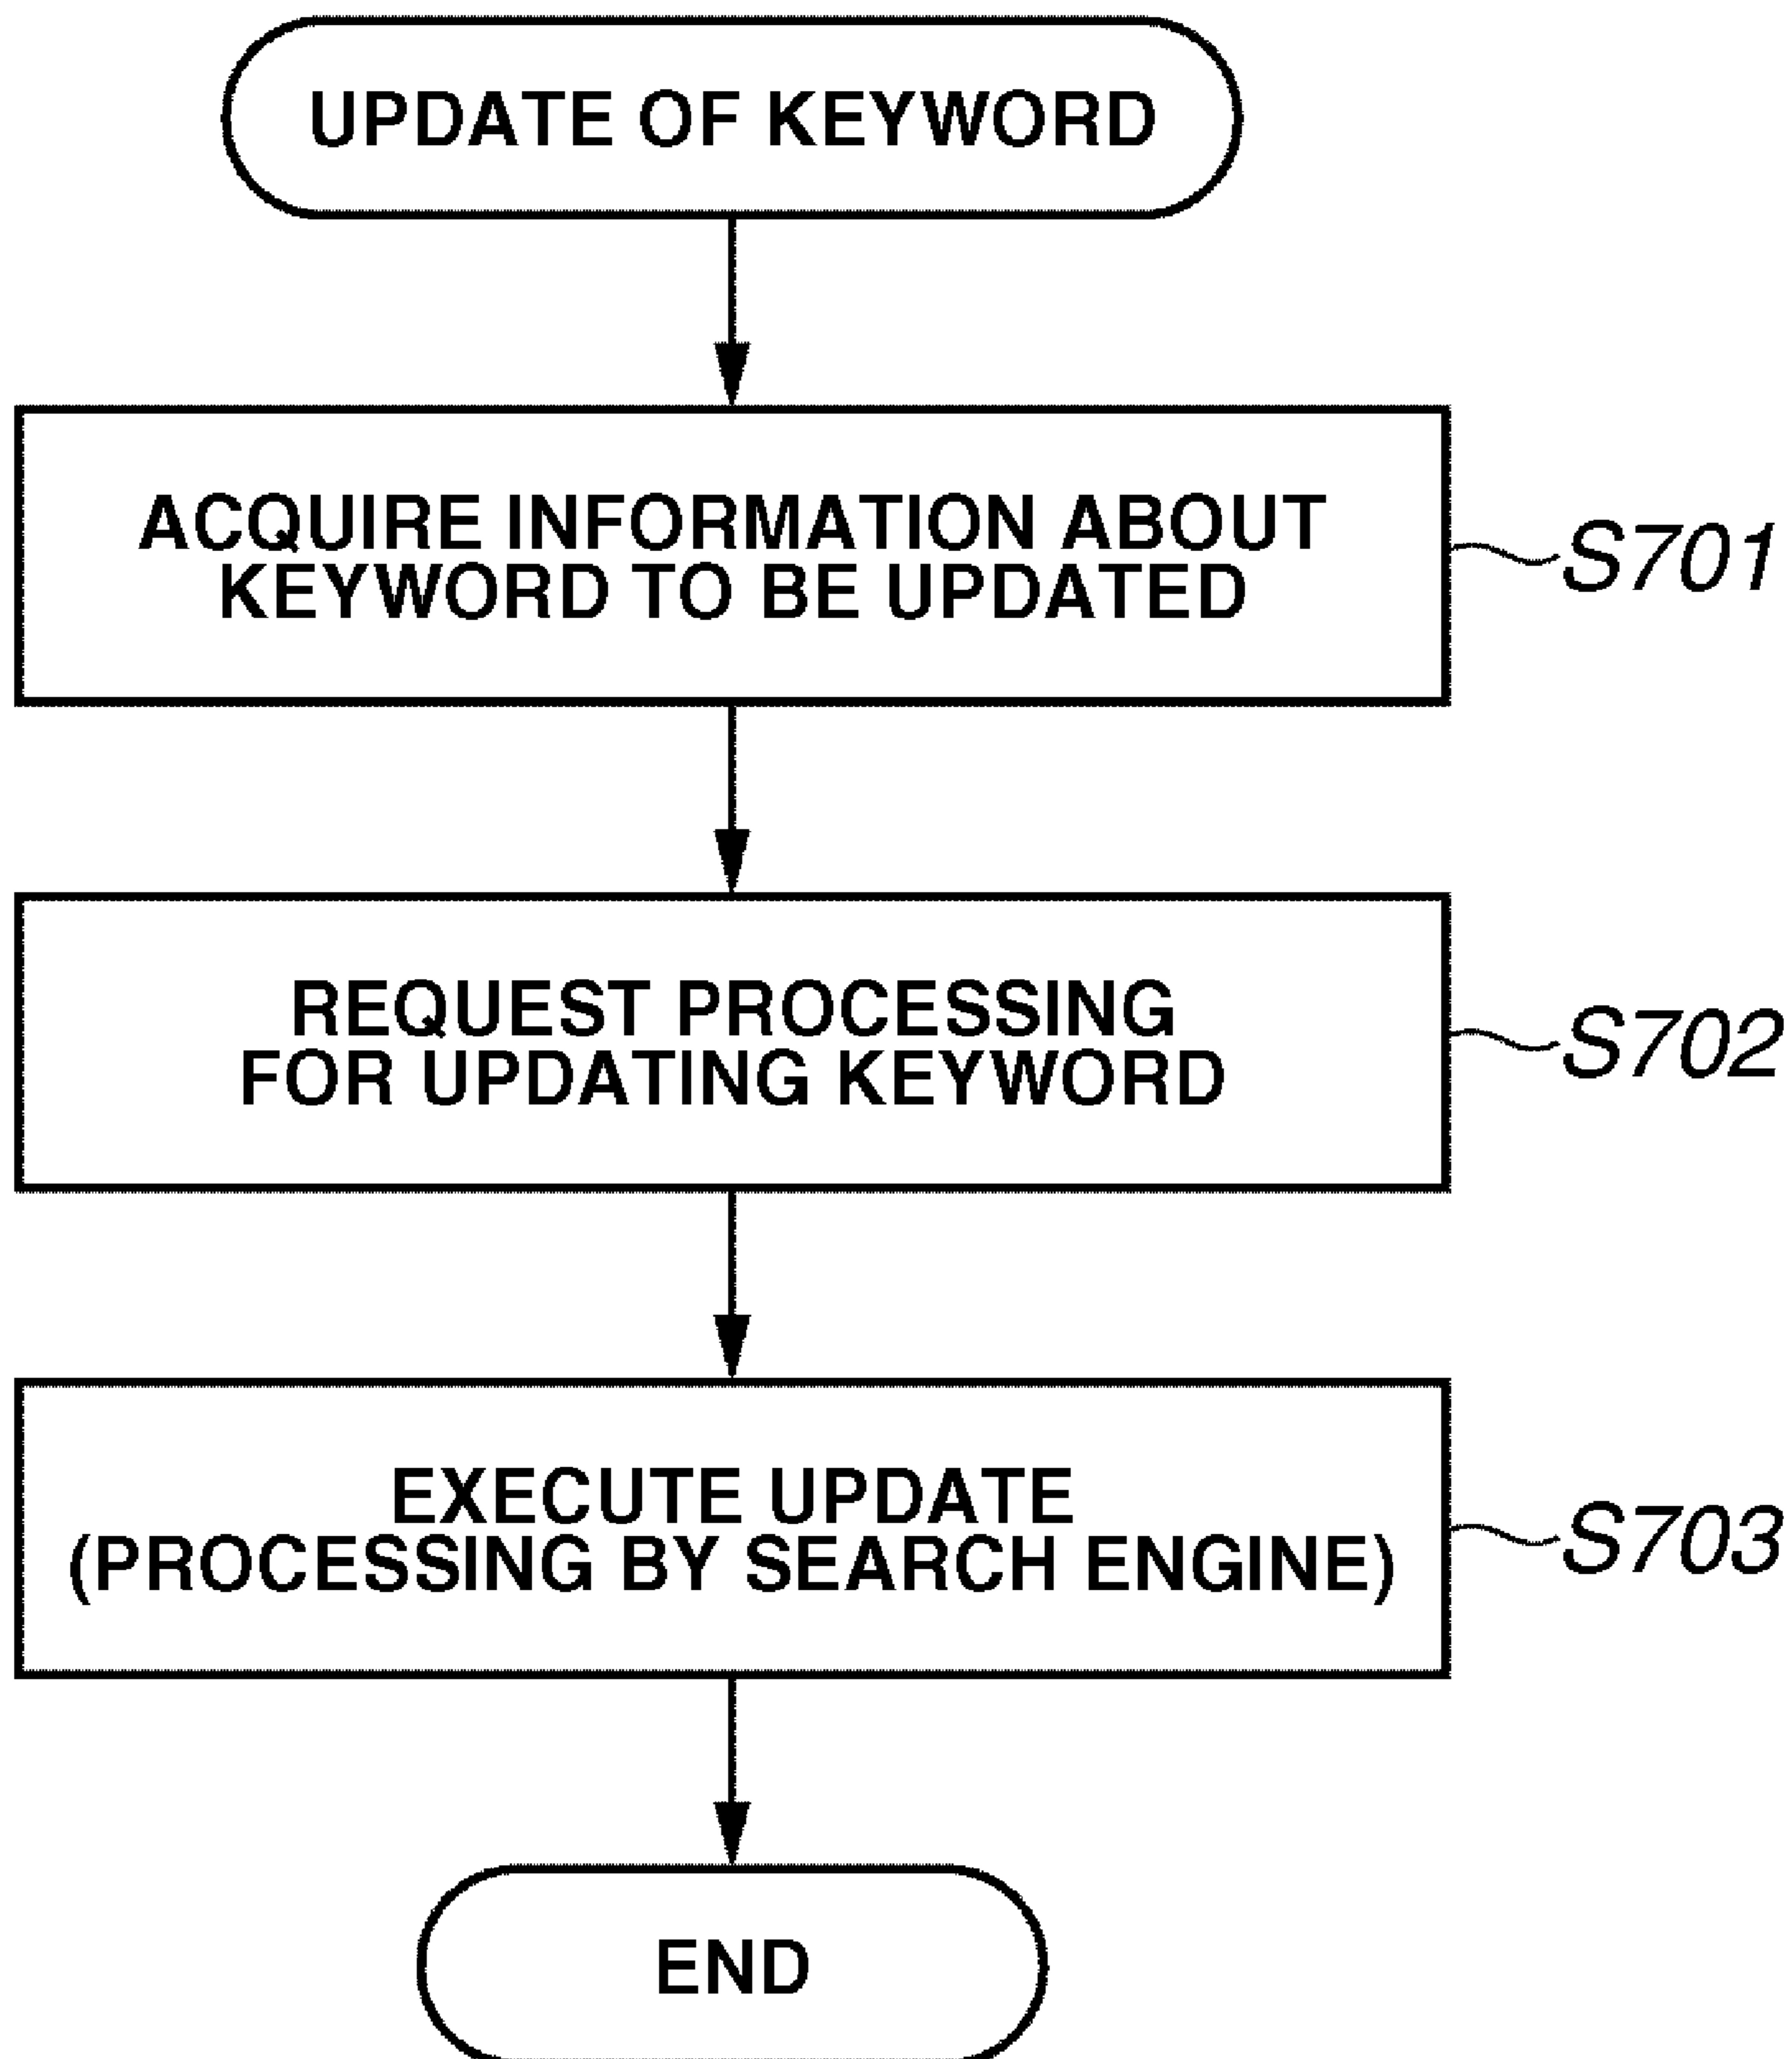 UPDATE OF KEYWORD
ACQUIRE INFORMATION ABOUT
KEYWORD TO BE UPDATED
S701
REQUEST PROCESSING
FOR UPDATING KEYWORD
S702
EXECUTE UPDATE
(PROCESSING BY SEARCH ENGINE)
S703
END